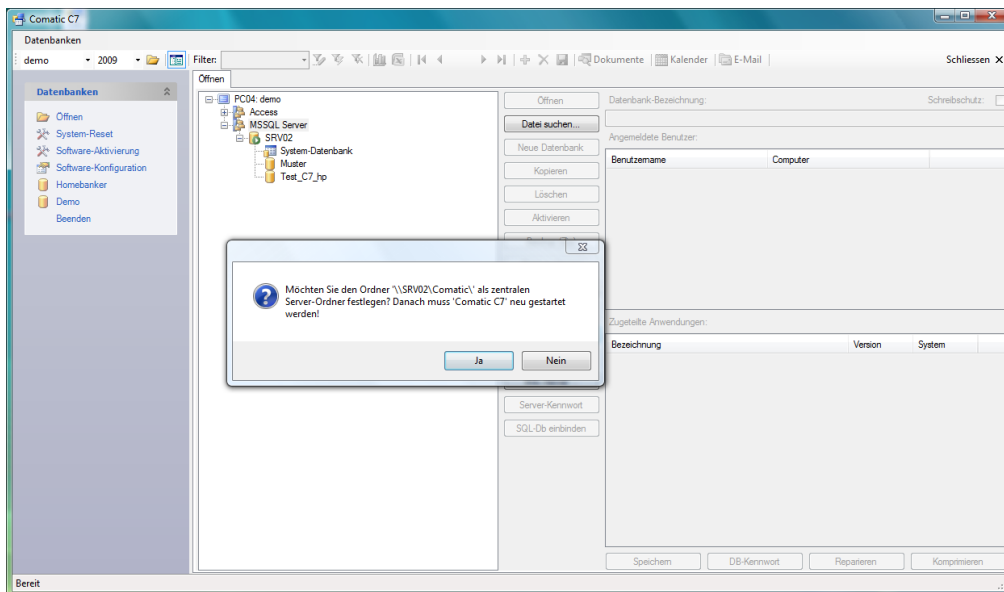 Comatic C7
Datenbanken
demo 2009 Filter: Dokumente Kalender E-Mail Schliessen
Öffnen
Datenbanken
Öffnen
System-Reset
Software-Aktivierung
Software-Konfiguration
Homebanker
Demo
Beenden
PC04: demo
Access
MSSQL Server
SRV02
System-Datenbank
Muster
Test_C7_hp
Öffnen
Datei suchen...
Neue Datenbank
Kopieren
Löschen
Aktivieren
Server-Kennwort
SQL-Db einbinden
Datenbank-Bezeichnung: Schreibschutz:
Angemeldete Benutzer:
Benutzername Computer
Möchten Sie den Ordner '\\SRV02\Comatic\' als zentralen
Server-Ordner festlegen? Danach muss 'Comatic C7' neu gestartet
werden!
Ja Nein
Zugeteilte Anwendungen:
Bezeichnung Version System
Speichern DB-Kennwort Reparieren Komprimieren
Bereit